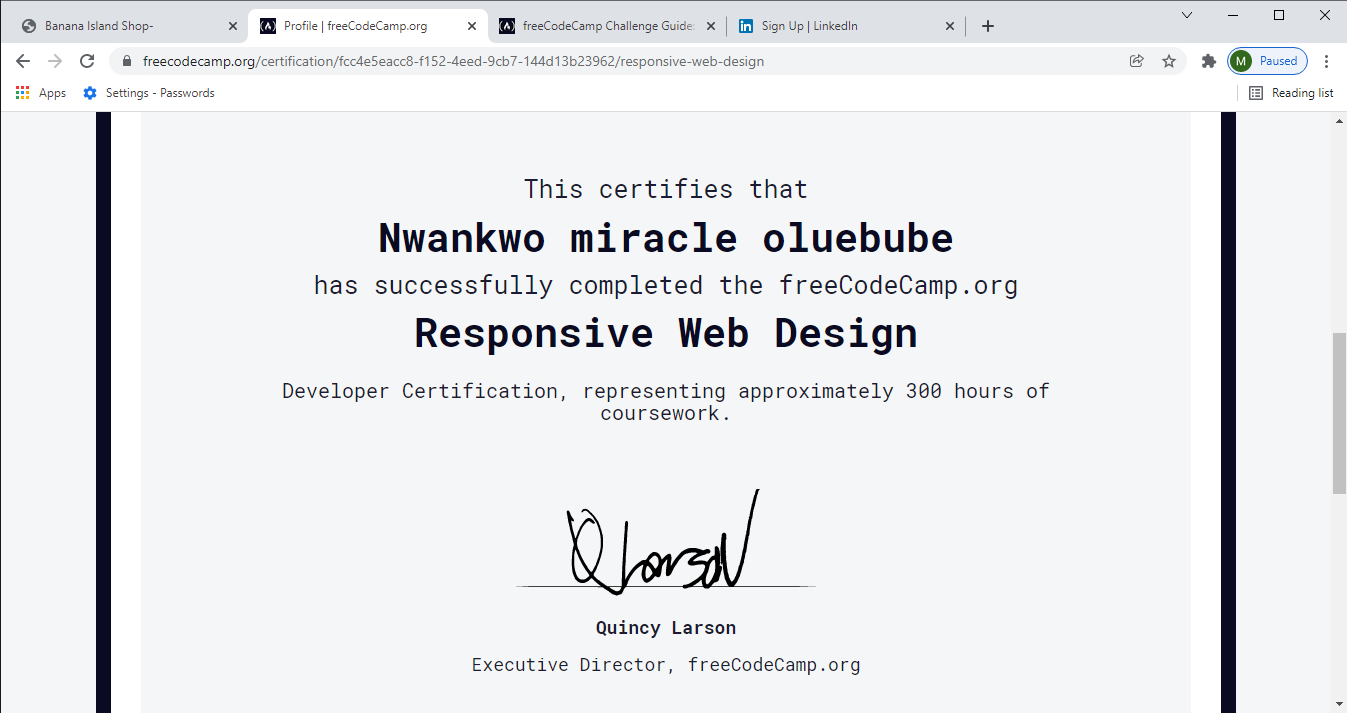 Banana Island Shop-
Profile | freeCodeCamp.org
freeCodeCamp Challenge Guide:
Sign Up | LinkedIn
freecodecamp.org/certification/fcc4e5eacc8-f152-4eed-9cb7-144d13b23962/responsive-web-design
M Paused
Apps
Settings - Passwords
Reading list
This certifies that
Nwankwo miracle oluebube
has successfully completed the freeCodeCamp.org
Responsive Web Design
Developer Certification, representing approximately 300 hours of
coursework.
Q Larson
Quincy Larson
Executive Director, freeCodeCamp.org